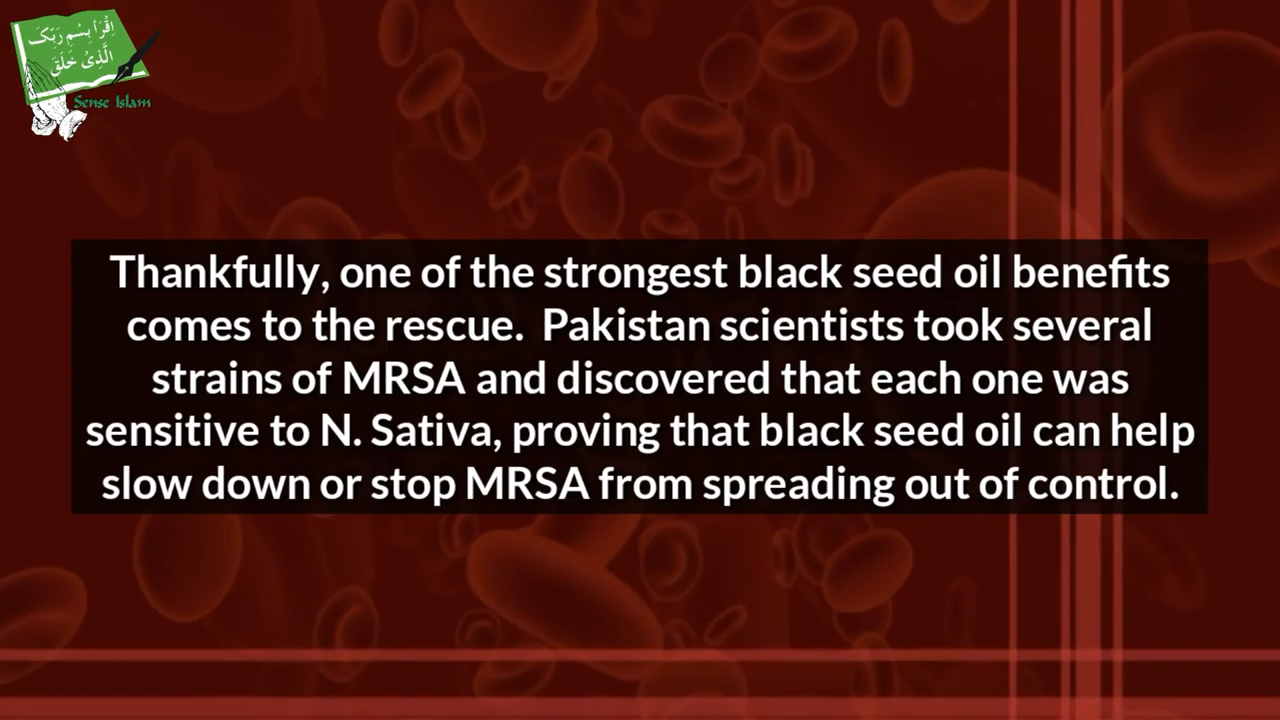 اقْرَأْ بِسْمِ رَبِّكَ
الَّذِى خَلَقَ
Sense Islam
Thankfully, one of the strongest black seed oil benefits
comes to the rescue.  Pakistan scientists took several
strains of MRSA and discovered that each one was
sensitive to N. Sativa, proving that black seed oil can help
slow down or stop MRSA from spreading out of control.